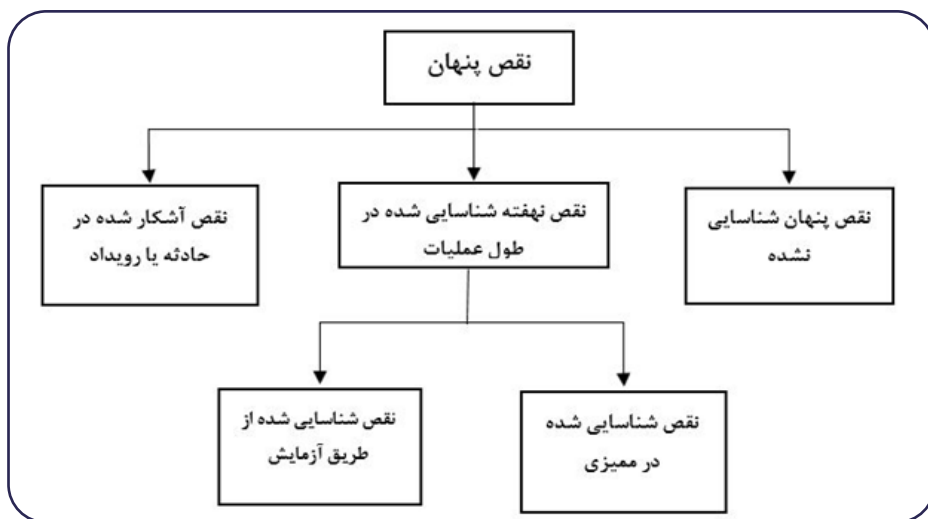 نقص پنهان
نقص پنهان شناسایی
نشده
نقص نهفته شناسایی شده در
طول عملیات
نقص آشکار شده در
حادثه یا رویداد
نقص شناسایی شده
در ممیزی
نقص شناسایی شده از
طریق آزمایش